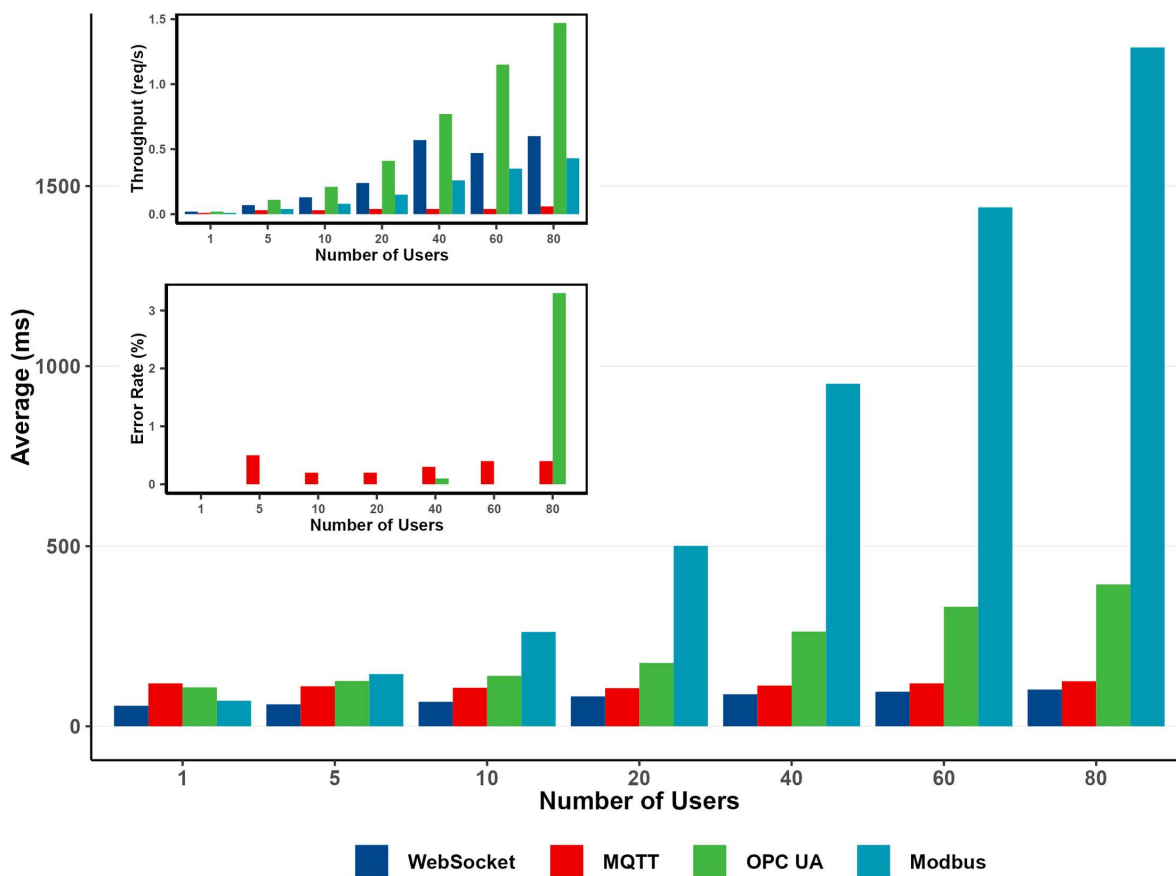 1.5
1.0
0.5
0.0
Throughput (req/s)
1 5 10 20 40 60 80
Number of Users
3
2
1
0
Error Rate (%)
1 5 10 20 40 60 80
Number of Users
1500
1000
500
0
Average (ms)
1 5 10 20 40 60 80
Number of Users
WebSocket MQTT OPC UA Modbus